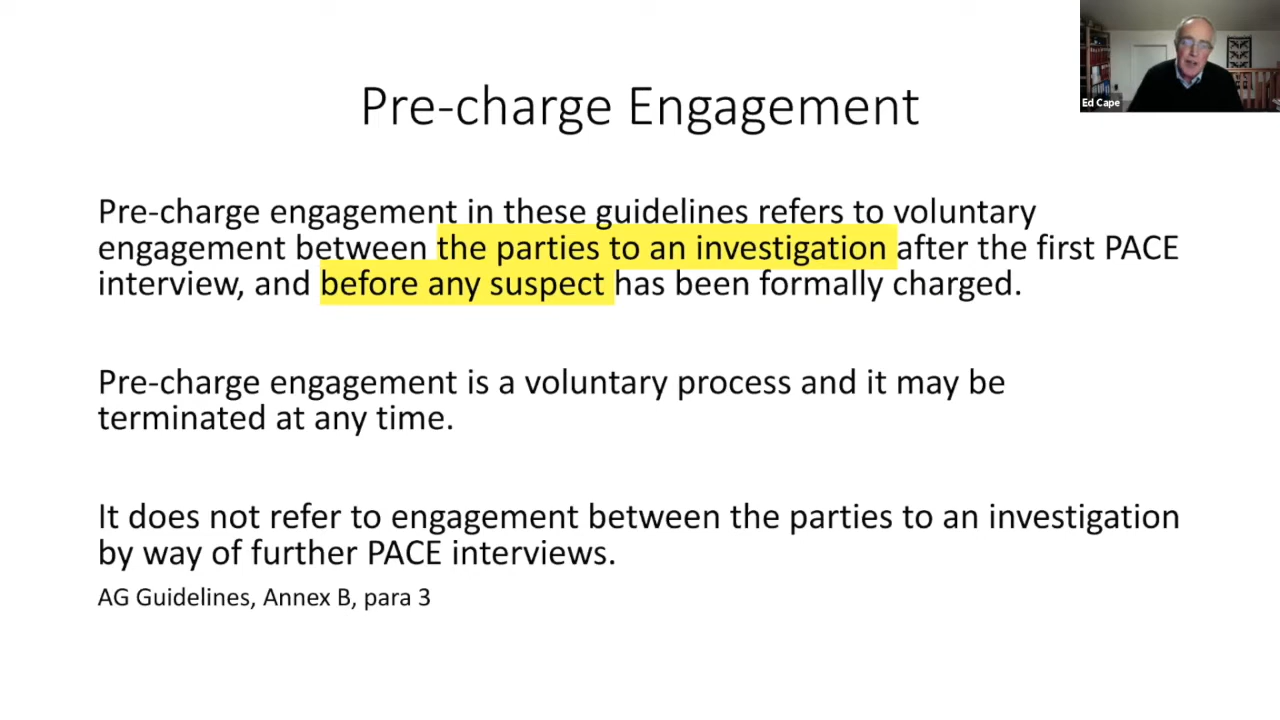 Pre-charge Engagement
Ed Cape
Pre-charge engagement in these guidelines refers to voluntary
engagement between the parties to an investigation after the first PACE
interview, and before any suspect has been formally charged.
Pre-charge engagement is a voluntary process and it may be
terminated at any time.
It does not refer to engagement between the parties to an investigation
by way of further PACE interviews.
AG Guidelines, Annex B, para 3